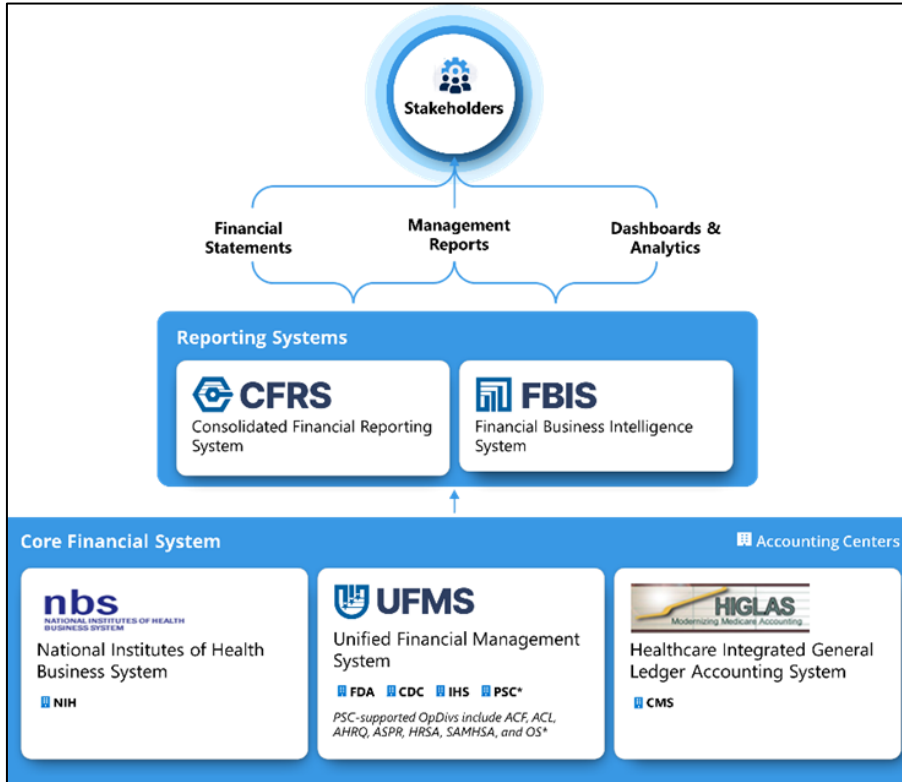 Stakeholders
Financial
Statements
Management
Reports
Dashboards &
Analytics
Reporting Systems
CFRS
Consolidated Financial Reporting
System
FBIS
Financial Business Intelligence
System
Core Financial System
Accounting Centers
nbs
NATIONAL INSTITUTES OF HEALTH
BUSINESS SYSTEM
National Institutes of Health
Business System
NIH
UFMS
Unified Financial Management
System
FDA CDC IHS PSC*
PSC-supported OpDivs include ACF, ACL,
AHRQ, ASPR, HRSA, SAMHSA, and OS*
HIGLAS
Modernizing Medicare Accounting
Healthcare Integrated General
Ledger Accounting System
CMS